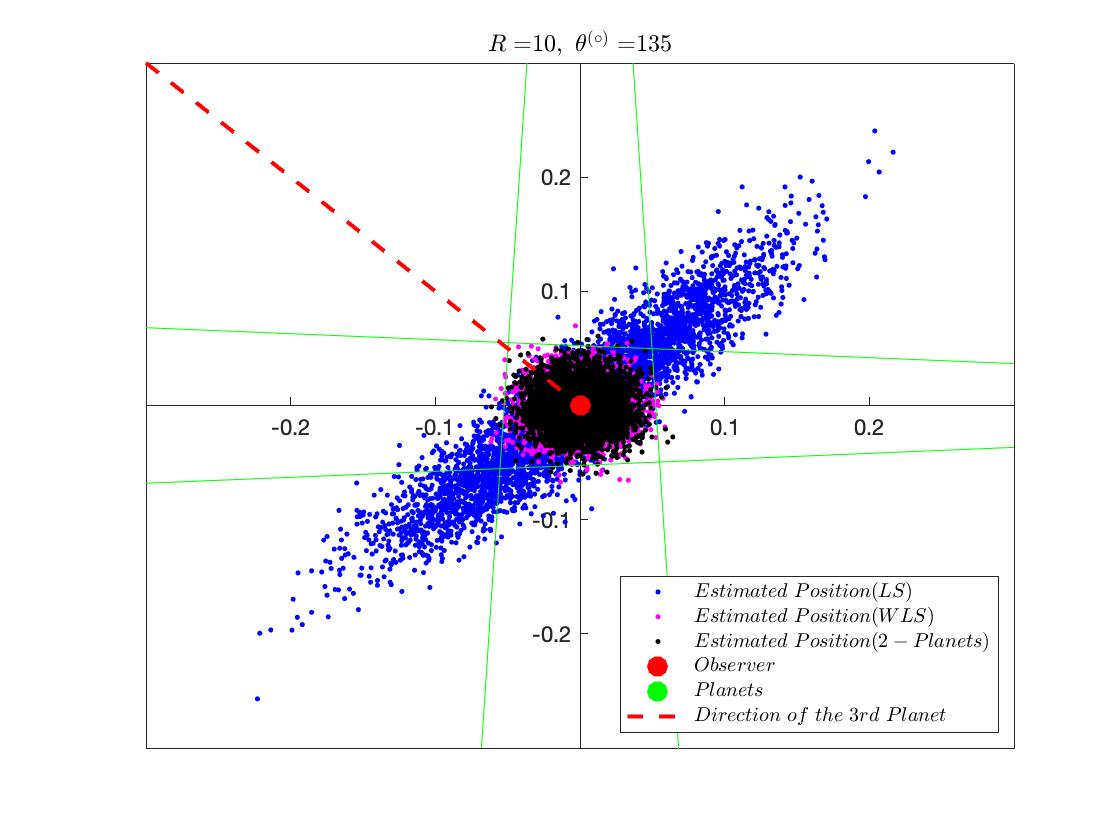 R =10, θ^(∘) =135
0.2
0.1
-0.2 -0.1 0.1 0.2
-0.1
-0.2
Estimated Position(LS)
Estimated Position(WLS)
Estimated Position(2 − Planets)
Observer
Planets
Direction of the 3rd Planet